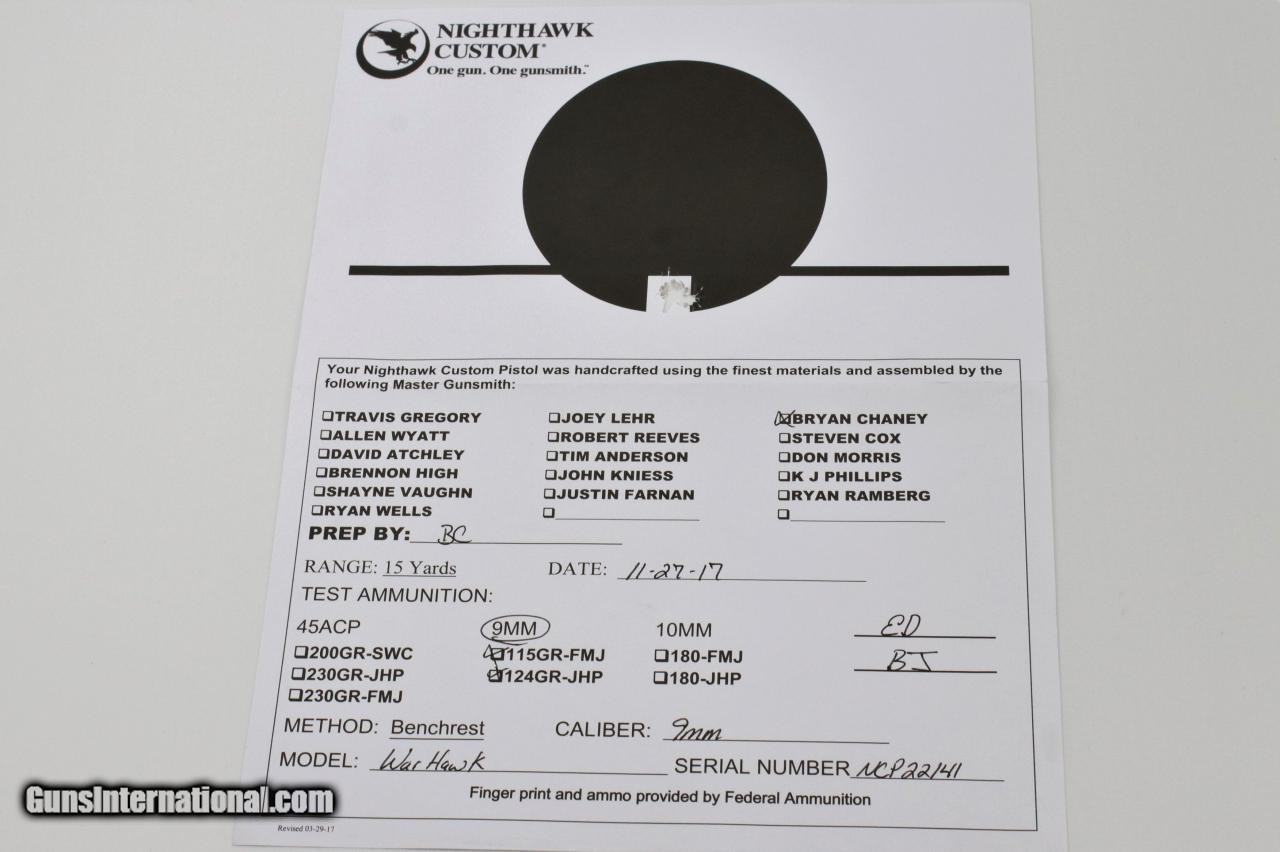 NIGHTHAWK
CUSTOM®
One gun. One gunsmith.™
Your Nighthawk Custom Pistol was handcrafted using the finest materials and assembled by the
following Master Gunsmith:
❑TRAVIS GREGORY ❑JOEY LEHR ❑BRYAN CHANEY
❑ALLEN WYATT ❑ROBERT REEVES ❑STEVEN COX
❑DAVID ATCHLEY ❑TIM ANDERSON ❑DON MORRIS
❑BRENNON HIGH ❑JOHN KNIESS ❑K J PHILLIPS
❑SHAYNE VAUGHN ❑JUSTIN FARNAN ❑RYAN RAMBERG
❑RYAN WELLS ❑ ❑
PREP BY: BC
RANGE: 15 Yards DATE: 11-27-17
TEST AMMUNITION:
45ACP 9MM 10MM ED
❑200GR-SWC ❑115GR-FMJ ❑180-FMJ BJ
❑230GR-JHP ❑124GR-JHP ❑180-JHP
❑230GR-FMJ
METHOD: Benchrest CALIBER: 9mm
MODEL: War Hawk SERIAL NUMBER NCP22141
Finger print and ammo provided by Federal Ammunition
Revised 03-29-17
GunsInternational.com